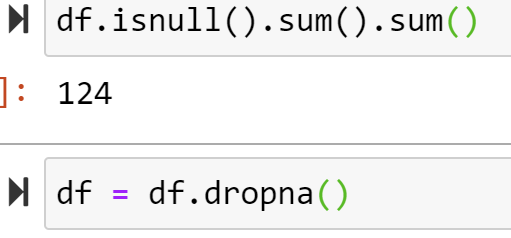 df.isnull().sum().sum()
]: 124
df = df.dropna()